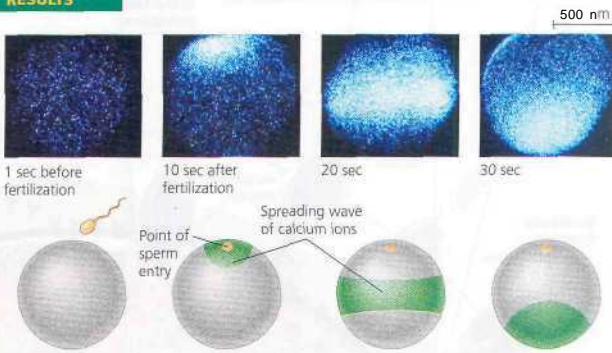 RESULTS
500 nm
1 sec before
fertilization
10 sec after
fertilization
20 sec
30 sec
Point of
sperm
entry
Spreading wave
of calcium ions